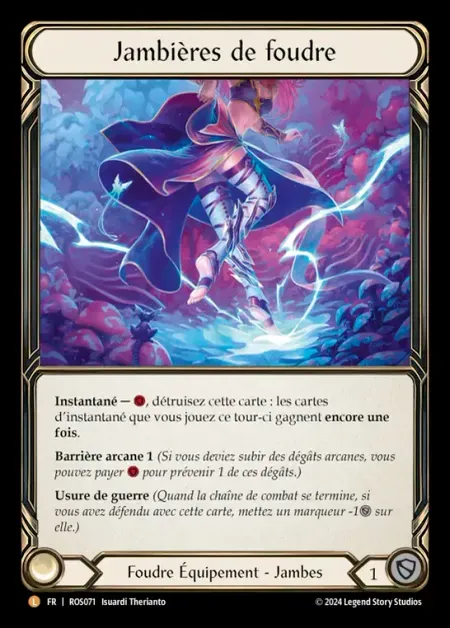 Jambières de foudre
Instantané — , détruisez cette carte : les cartes
d'instantané que vous jouez ce tour-ci gagnent encore une
fois.
Barrière arcane 1 (Si vous deviez subir des dégâts arcanes, vous
pouvez payer pour prévenir 1 de ces dégâts.)
Usure de guerre (Quand la chaîne de combat se termine, si
vous avez défendu avec cette carte, mettez un marqueur -1 sur
elle.)
Foudre Équipement - Jambes
1
L FR | ROS071 Isuardi Therianto
© 2024 Legend Story Studios